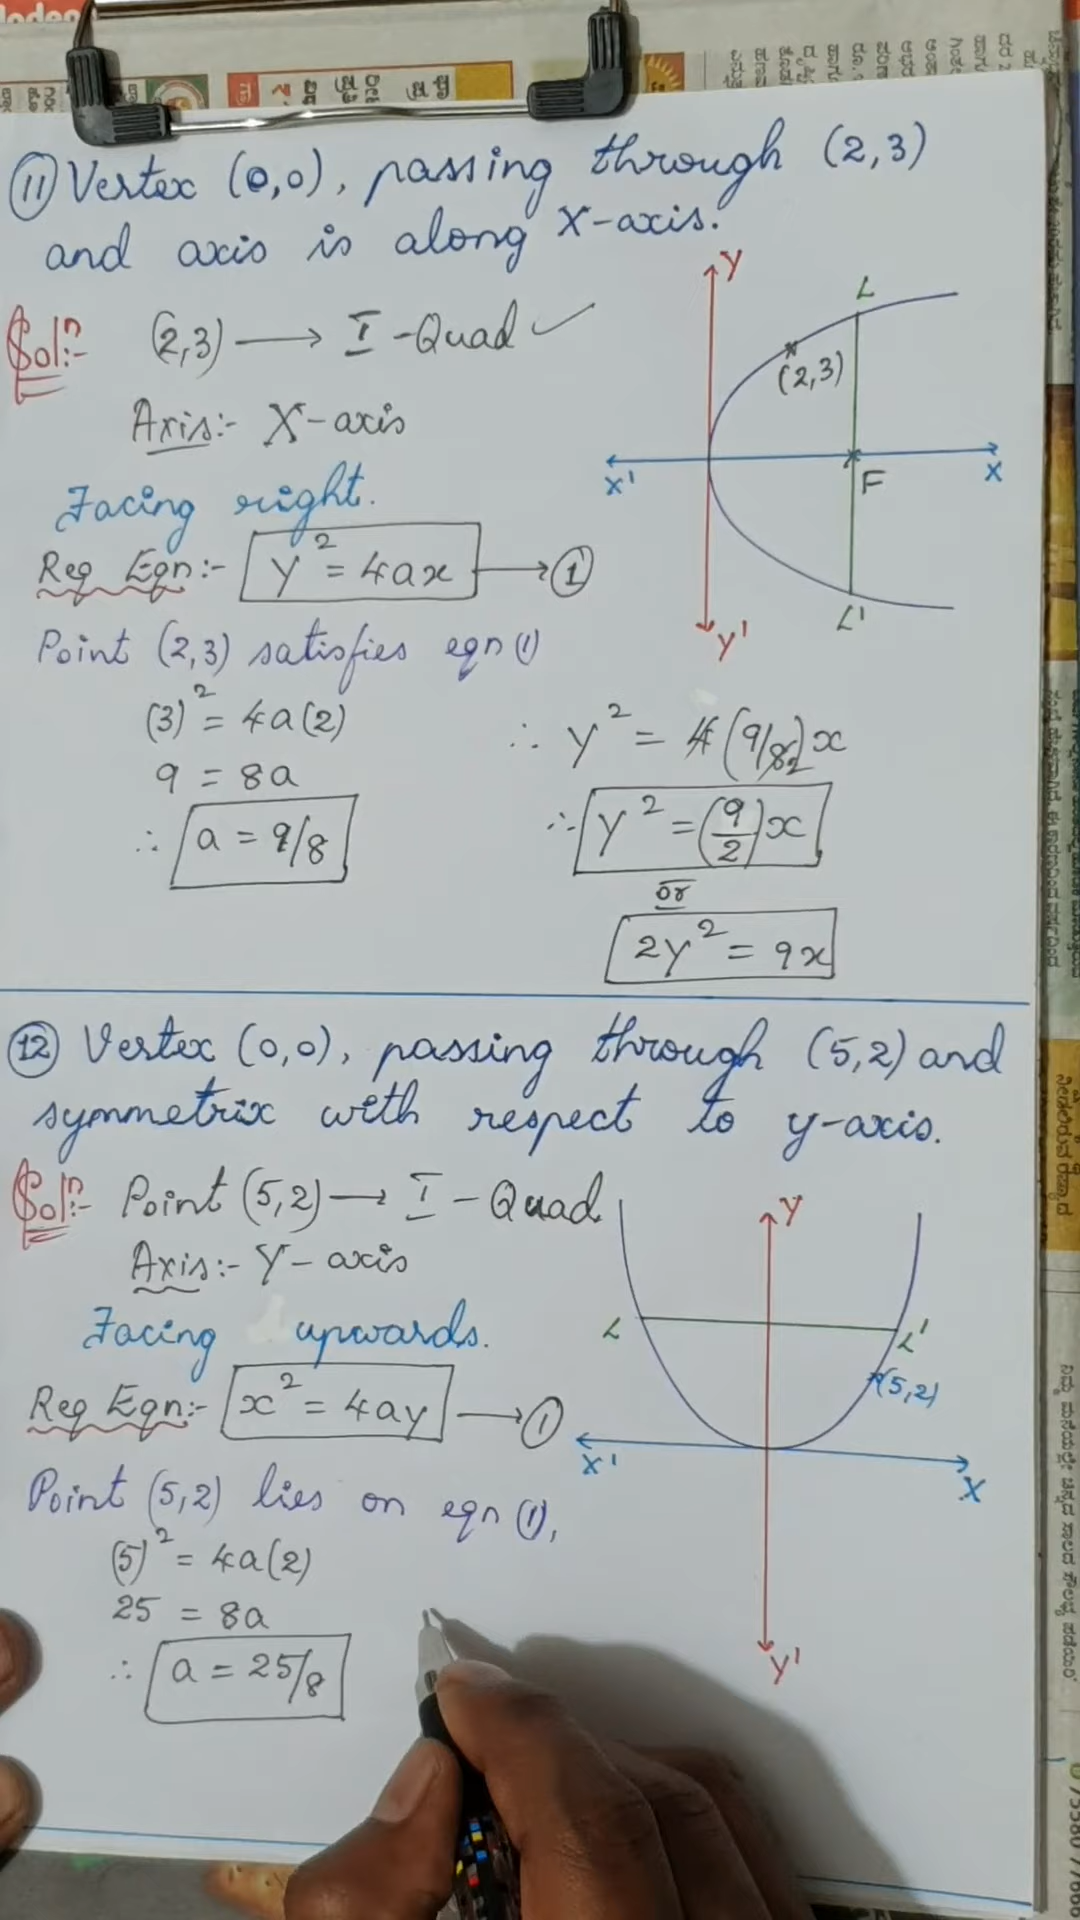 ⑪ Vertex (0,0), passing through (2,3)
and axis is along X-axis.
Solⁿ:- (2,3) ⟶ I-Quad ✓
Axis:- X-axis
Facing right.
Req Eqn:- y² = 4ax ⟶ ①
Point (2,3) satisfies eqn (1)
(3)² = 4a(2)
9 = 8a
∴ a = 9/8
∴ y² = 4(9/8 2)x
∴ y² = (9/2)x
or
2y² = 9x
Y
L
(2,3)
X'
F
X
L'
Y'
⑫ Vertex (0,0), passing through (5,2) and
symmetrix with respect to y-axis.
Solⁿ:- Point (5,2) ⟶ I - Quad
Axis:- Y-axis
Facing upwards.
Req Eqn:- x² = 4ay ⟶ ①
Point (5,2) lies on eqn (1),
(5)² = 4a(2)
25 = 8a
∴ a = 25/8
Y
L
L'
(5,2)
X'
X
Y'